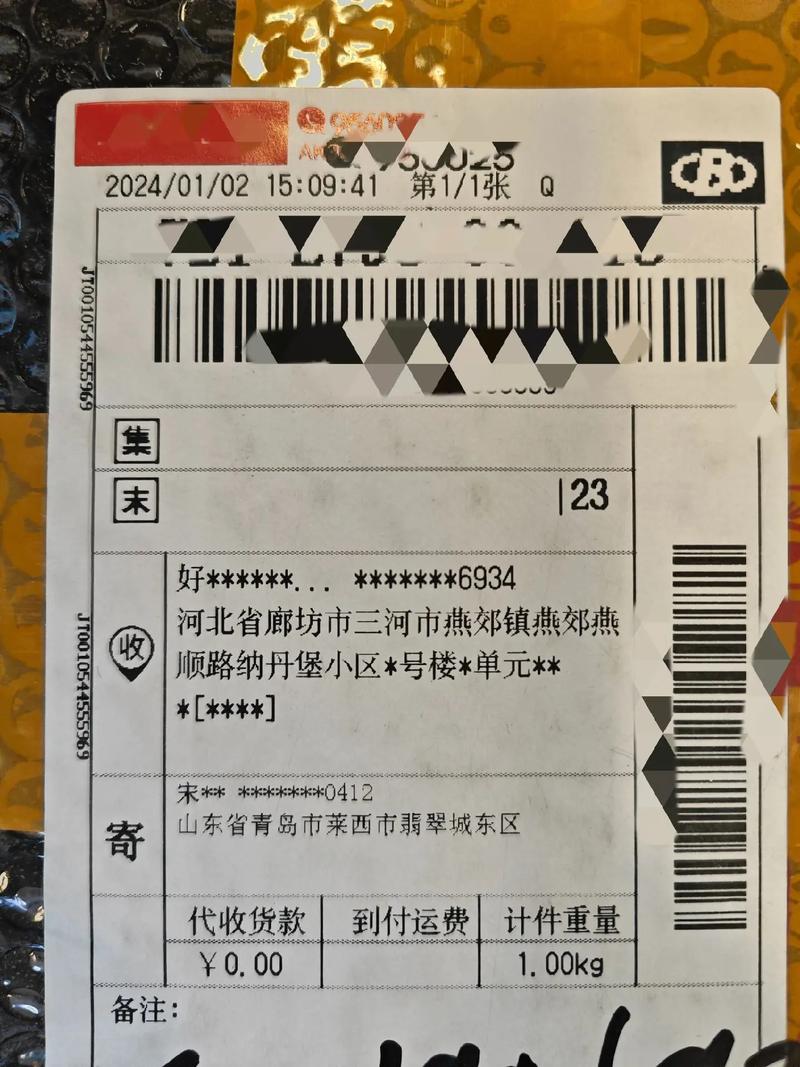 2024/01/02 15:09:41 第1/1张 Q
JT0010544555969
集
末
23
收
好******... *******6934
河北省廊坊市三河市燕郊镇燕郊燕
顺路纳丹堡小区*号楼*单元**
*[****]
JT0010544555969
寄
宋** *******0412
山东省青岛市莱西市翡翠城东区
代收货款 到付运费 计件重量
￥0.00 1.00kg
备注: